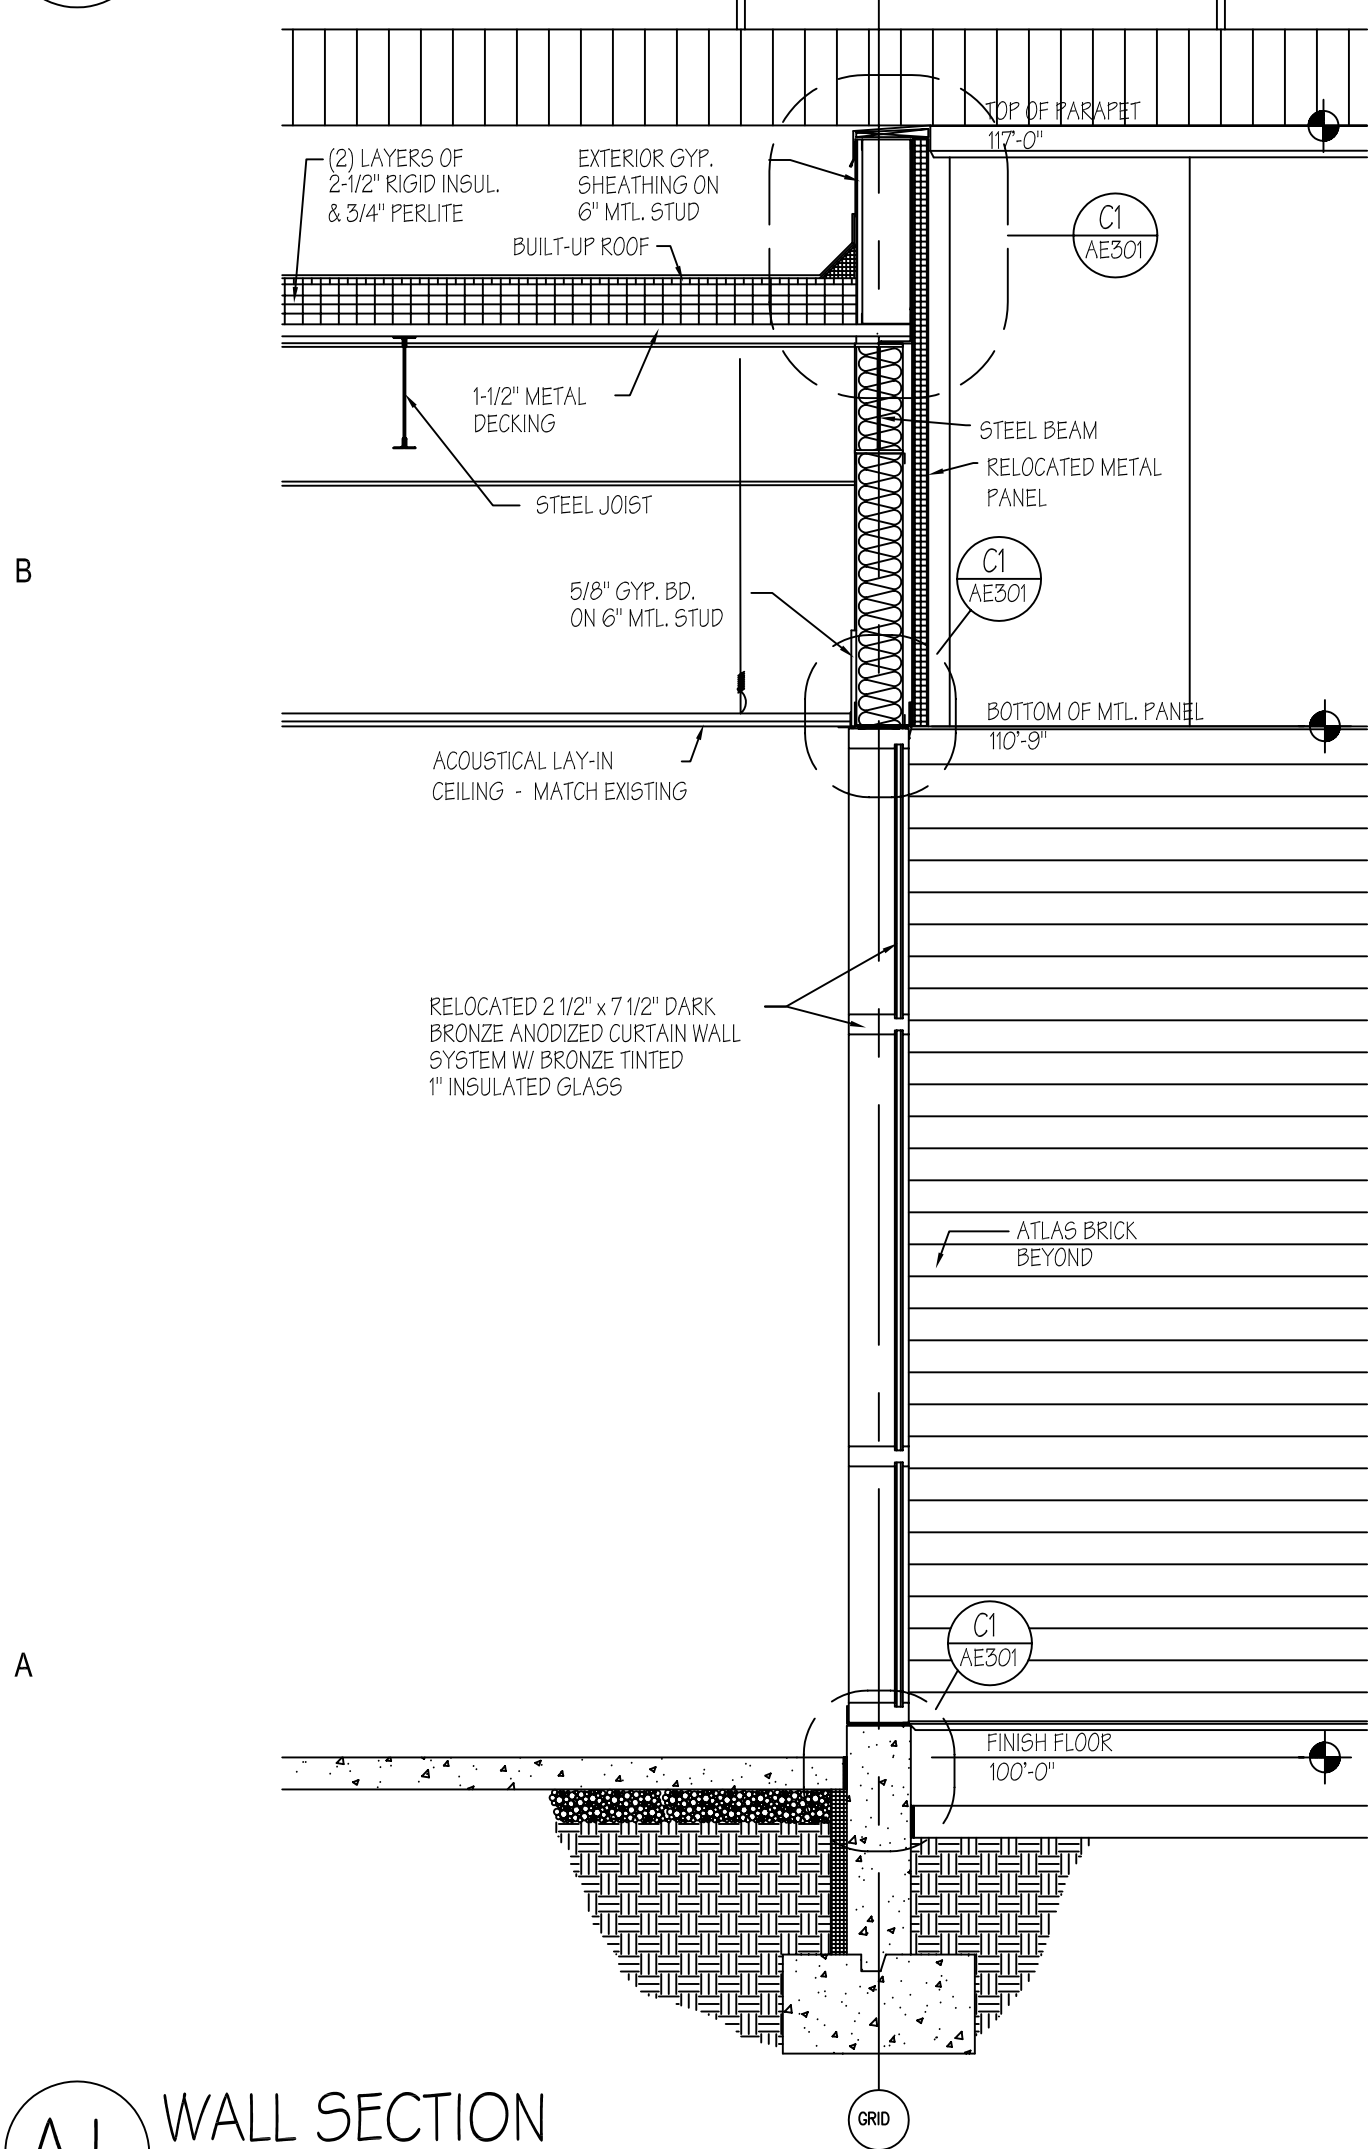 TOP OF PARAPET
117'-0"
(2) LAYERS OF
2-1/2" RIGID INSUL.
& 3/4" PERLITE
EXTERIOR GYP.
SHEATHING ON
6" MTL. STUD
BUILT-UP ROOF
C1
AE301
1-1/2" METAL
DECKING
STEEL BEAM
RELOCATED METAL
PANEL
STEEL JOIST
B
C1
AE301
5/8" GYP. BD.
ON 6" MTL. STUD
BOTTOM OF MTL. PANEL
110'-9"
ACOUSTICAL LAY-IN
CEILING - MATCH EXISTING
RELOCATED 2 1/2" x 7 1/2" DARK
BRONZE ANODIZED CURTAIN WALL
SYSTEM W/ BRONZE TINTED
1" INSULATED GLASS
ATLAS BRICK
BEYOND
C1
AE301
A
FINISH FLOOR
100'-0"
WALL SECTION
GRID